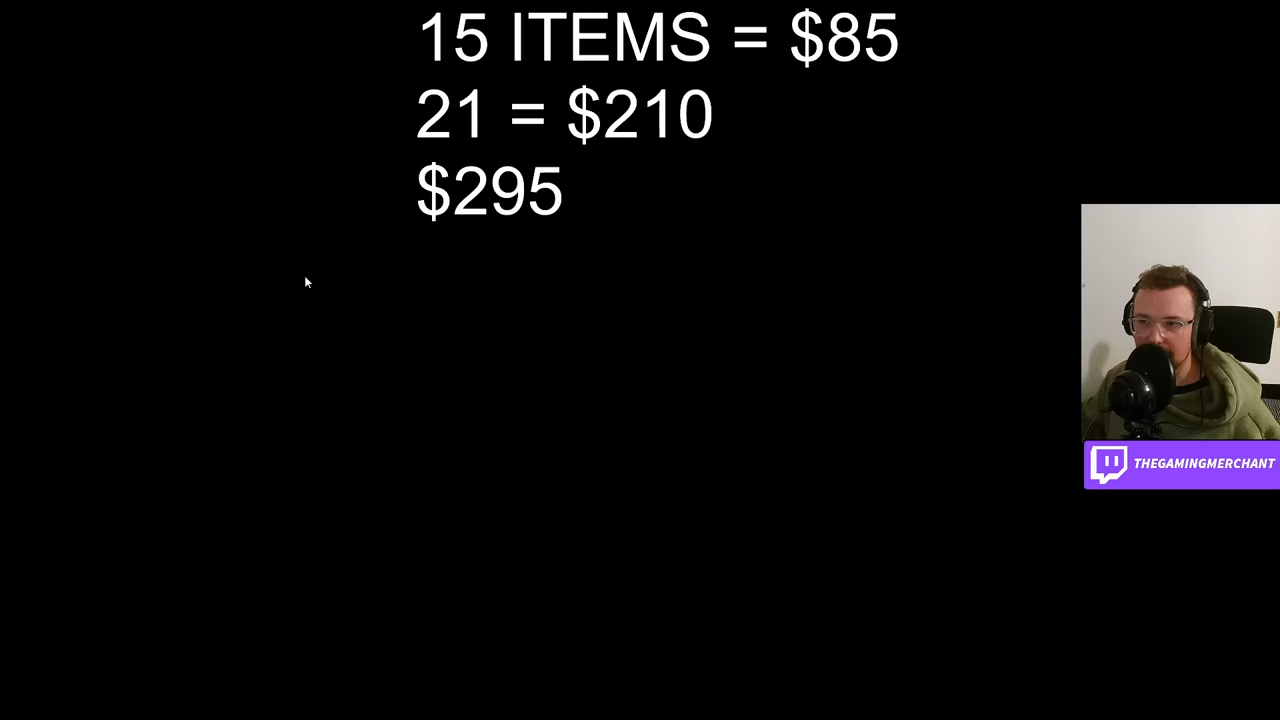 15 ITEMS = $85
21 = $210
$295
THEGAMINGMERCHANT